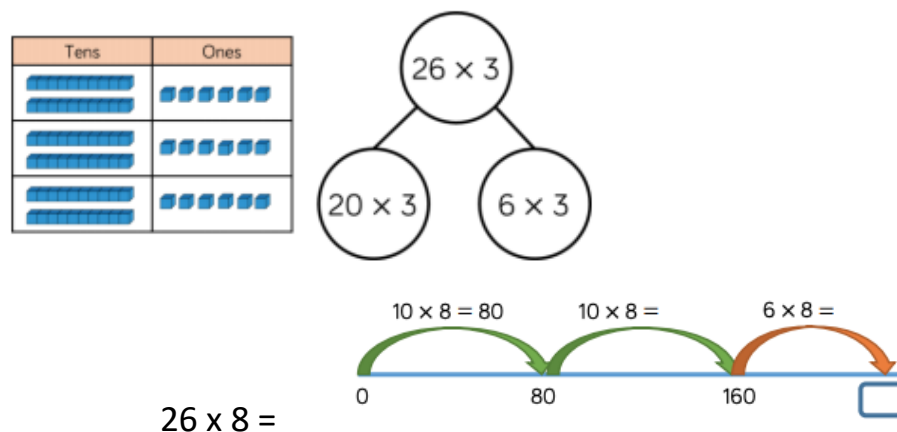 Tens Ones
26 × 3
20 × 3 6 × 3
10 × 8 = 80 10 × 8 = 6 × 8 =
0 80 160
26 x 8 =